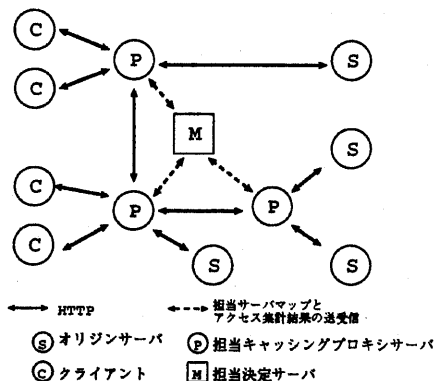 C
P
S
C
M
S
C
P
P
C
S
S
HTTP
担当サーバマップと
アクセス集計結果の送受信
S オリジンサーバ
P 担当キャッシングプロキシサーバ
C クライアント
M 担当決定サーバ